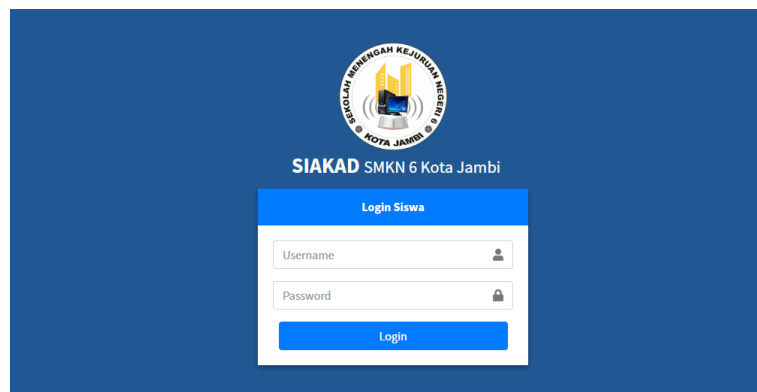 SEKOLAH MENENGAH KEJURUAN NEGERI 6
KOTA JAMBI
SIAKAD SMKN 6 Kota Jambi
Login Siswa
Username
Password
Login